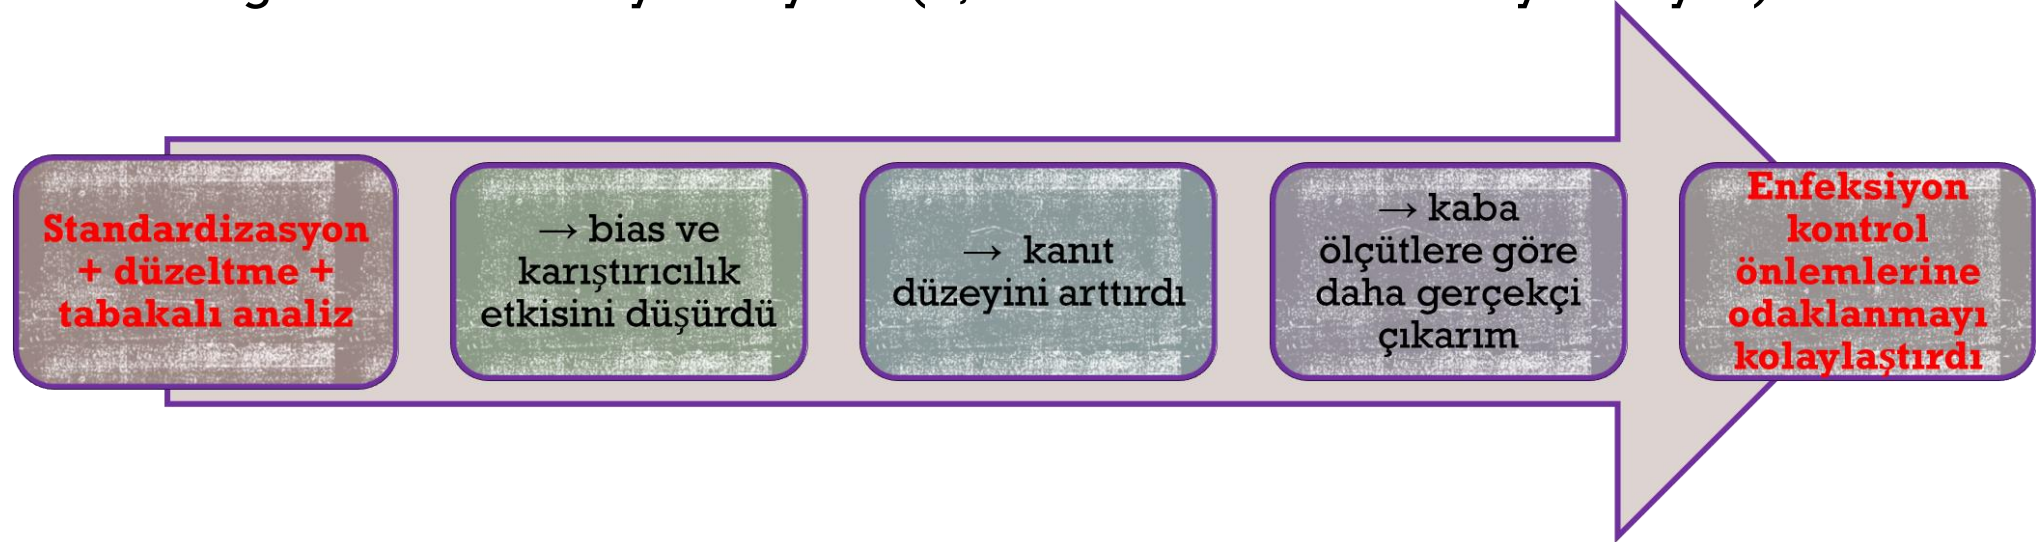 Standardizasyon
+ düzeltme +
tabakalı analiz
→ bias ve
karıştırıcılık
etkisini düşürdü
→ kanıt
düzeyini arttırdı
→ kaba
ölçütlere göre
daha gerçekçi
çıkarım
Enfeksiyon
kontrol
önlemlerine
odaklanmayı
kolaylaştırdı